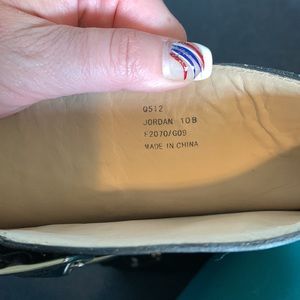 Q512
JORDAN 10B
F2070/G09
MADE IN CHINA